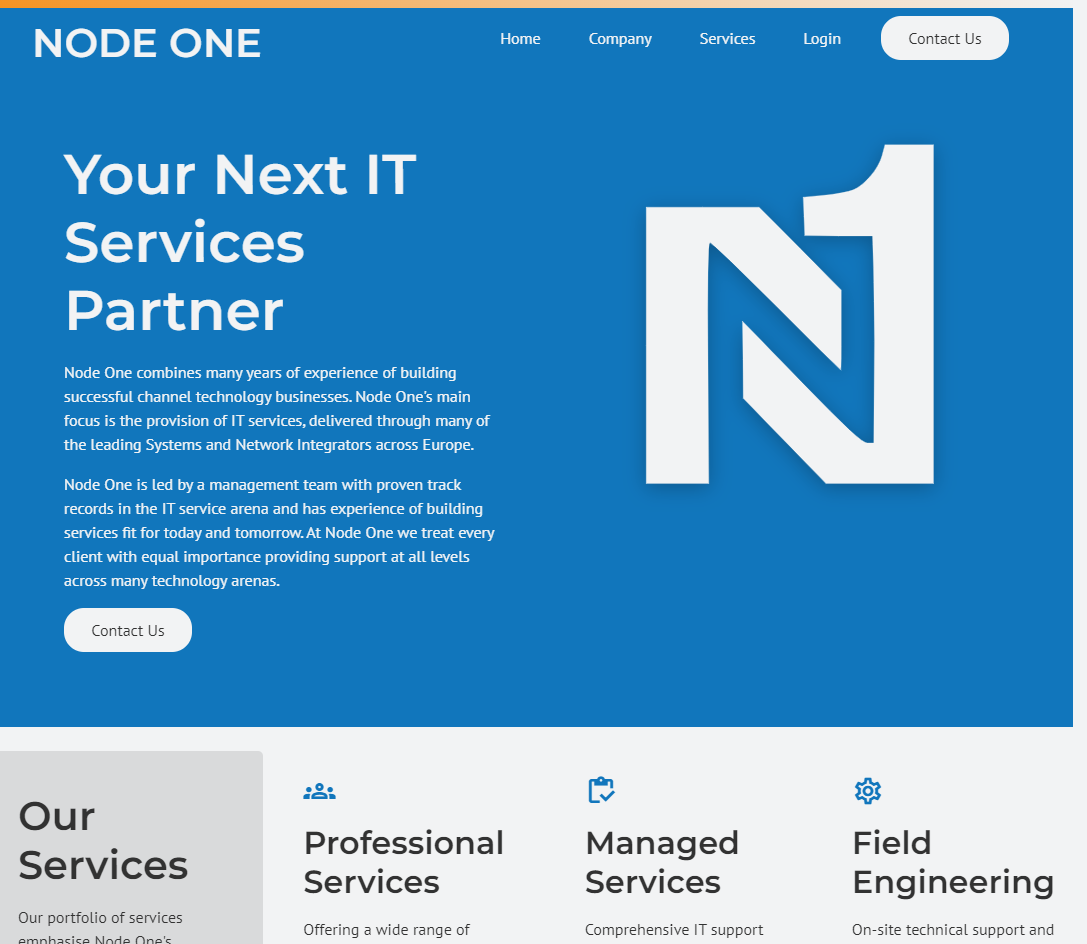 NODE ONE
Home Company Services Login Contact Us
Your Next IT
Services
Partner
N1
Node One combines many years of experience of building
successful channel technology businesses. Node One's main
focus is the provision of IT services, delivered through many of
the leading Systems and Network Integrators across Europe.
Node One is led by a management team with proven track
records in the IT service arena and has experience of building
services fit for today and tomorrow. At Node One we treat every
client with equal importance providing support at all levels
across many technology arenas.
Contact Us
Our
Services
Our portfolio of services
emphasise Node One's
Professional
Services
Offering a wide range of
Managed
Services
Comprehensive IT support
Field
Engineering
On-site technical support and